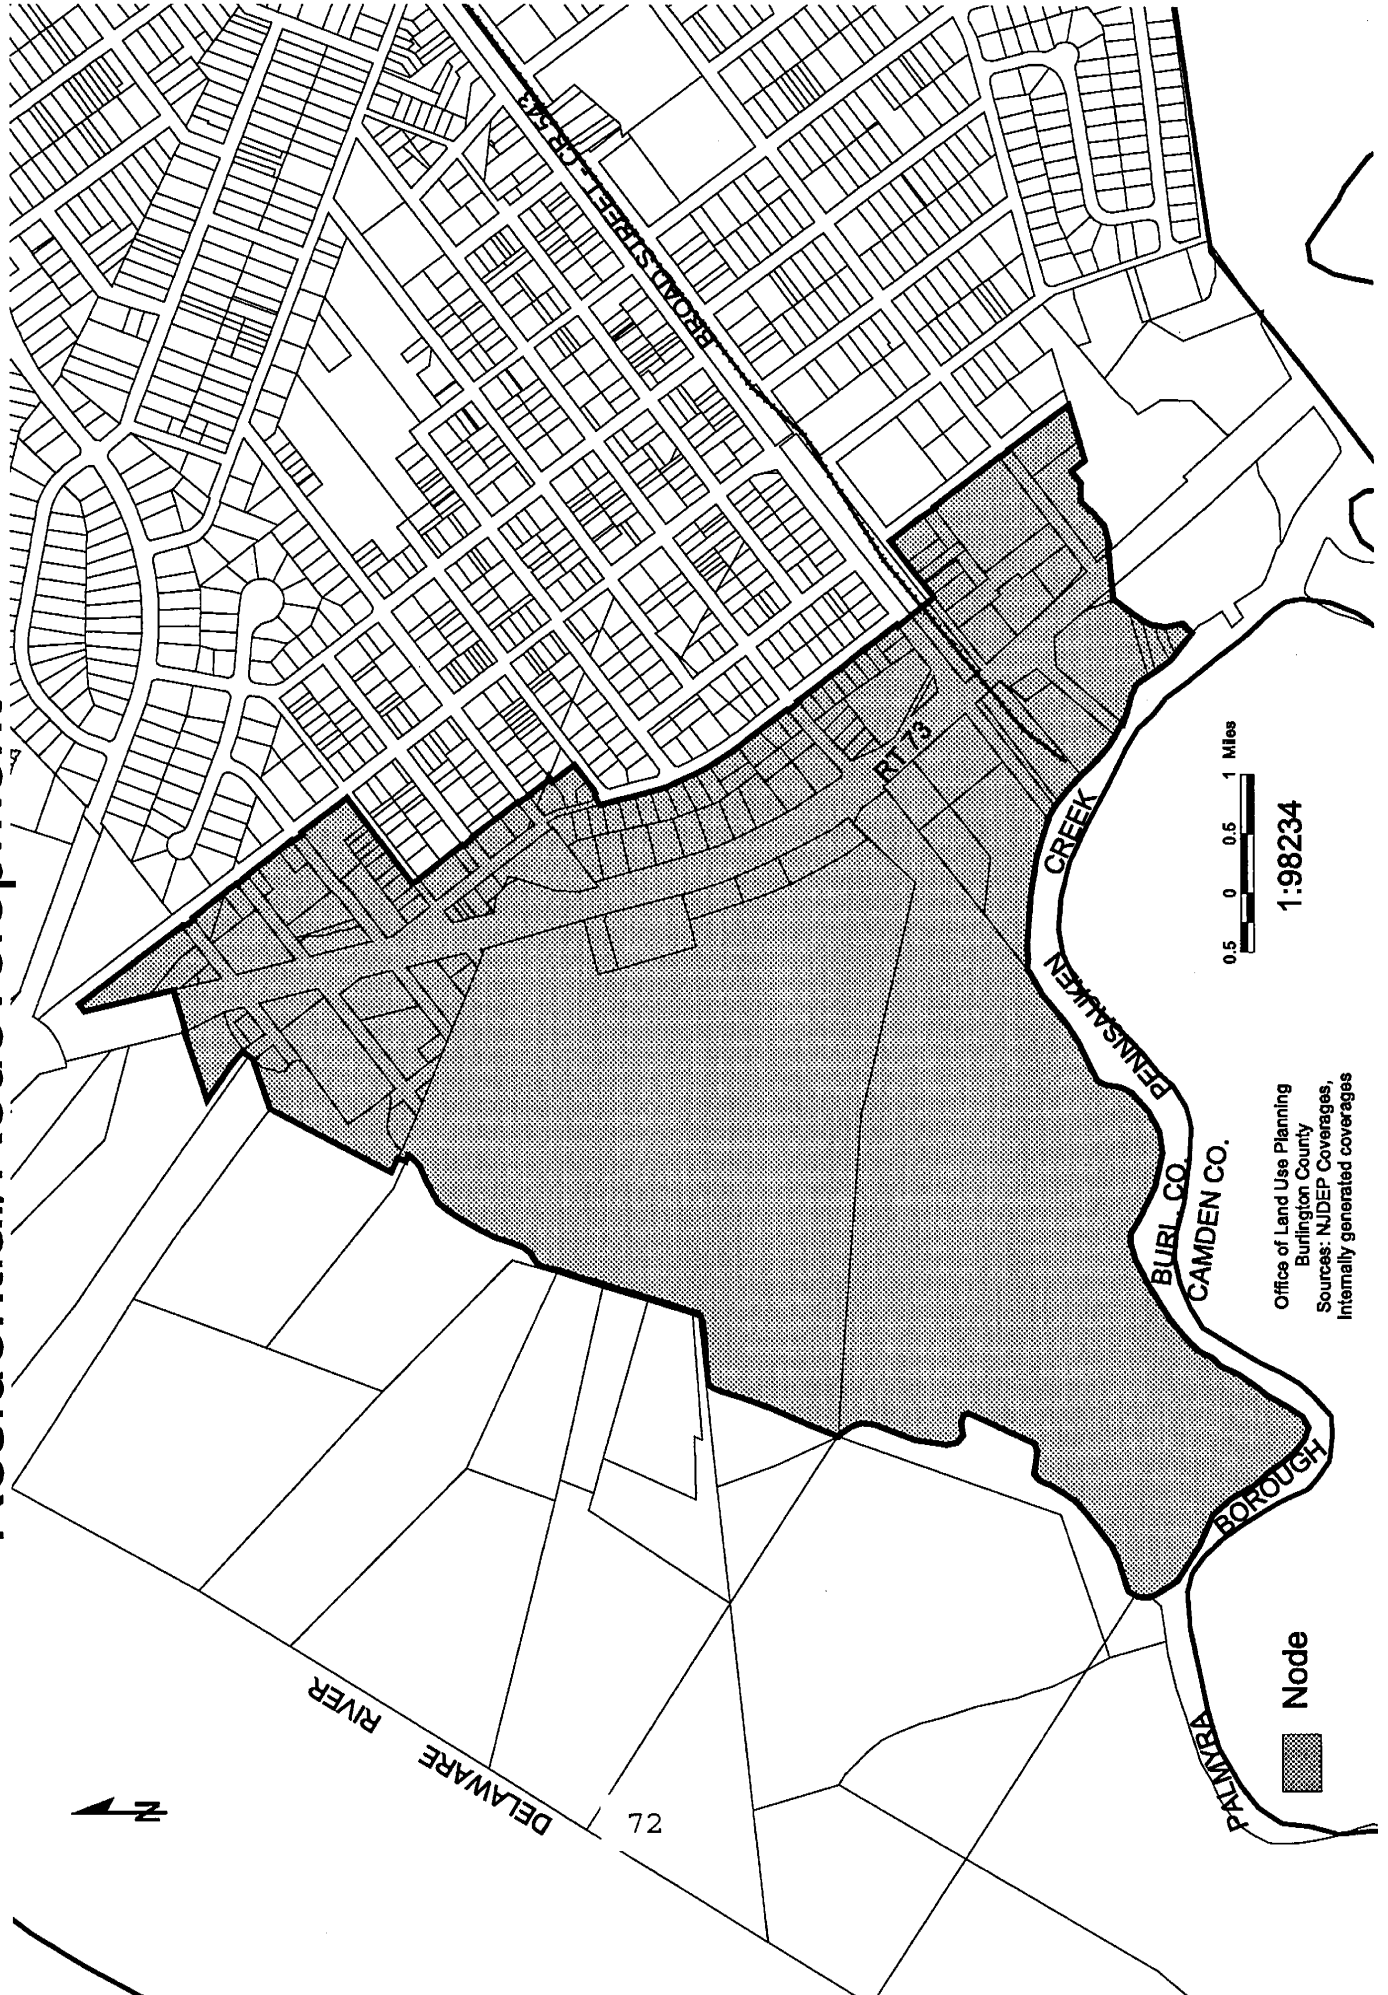 BROAD STREET - CR 543
RT 73
CREEK
PENNSAUKEN
BURL. CO.
CAMDEN CO.
BOROUGH
PALMYRA
DELAWARE RIVER
N
72
0.5 0 0.5 1 Miles
1:98234
Office of Land Use Planning
Burlington County
Sources: NJDEP Coverages,
Internally generated coverages
Node